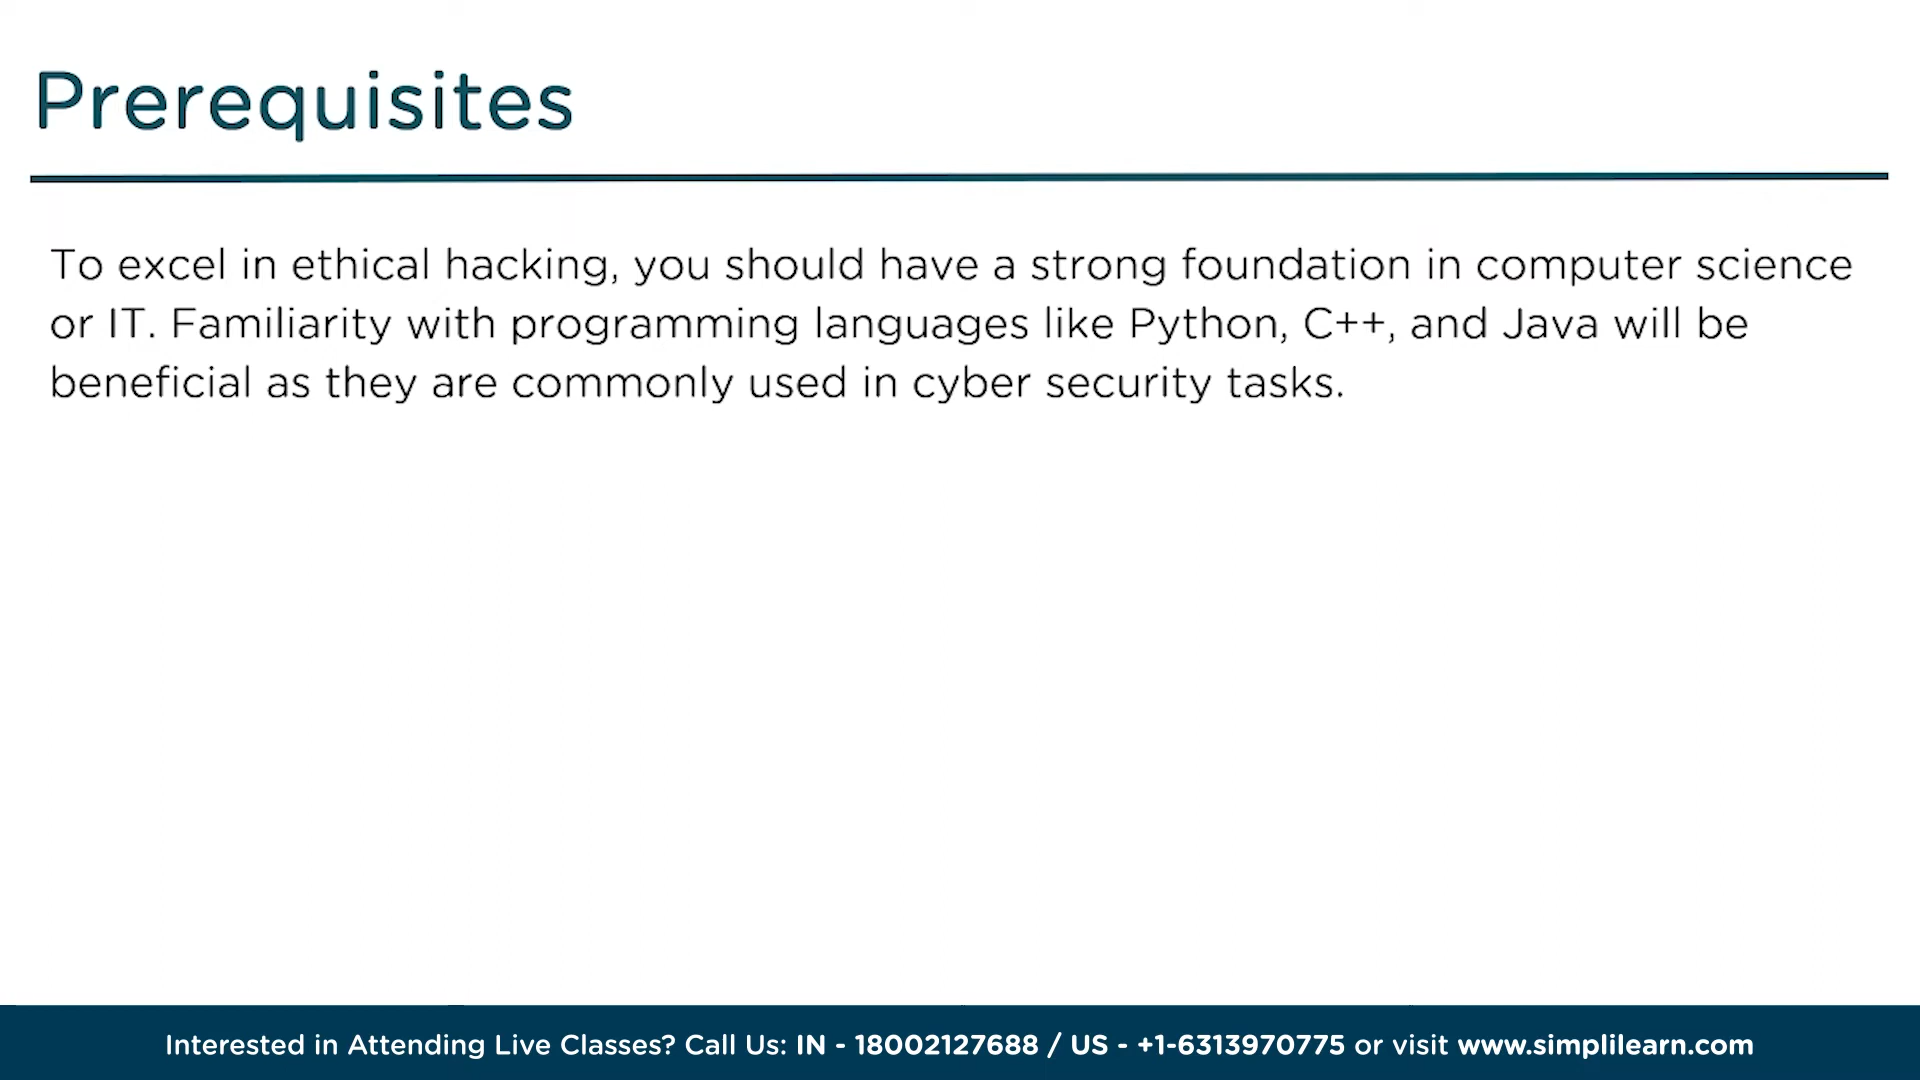 Prerequisites
To excel in ethical hacking, you should have a strong foundation in computer science
or IT. Familiarity with programming languages like Python, C++, and Java will be
beneficial as they are commonly used in cyber security tasks.
Interested in Attending Live Classes? Call Us: IN - 18002127688 / US - +1-6313970775 or visit www.simplilearn.com